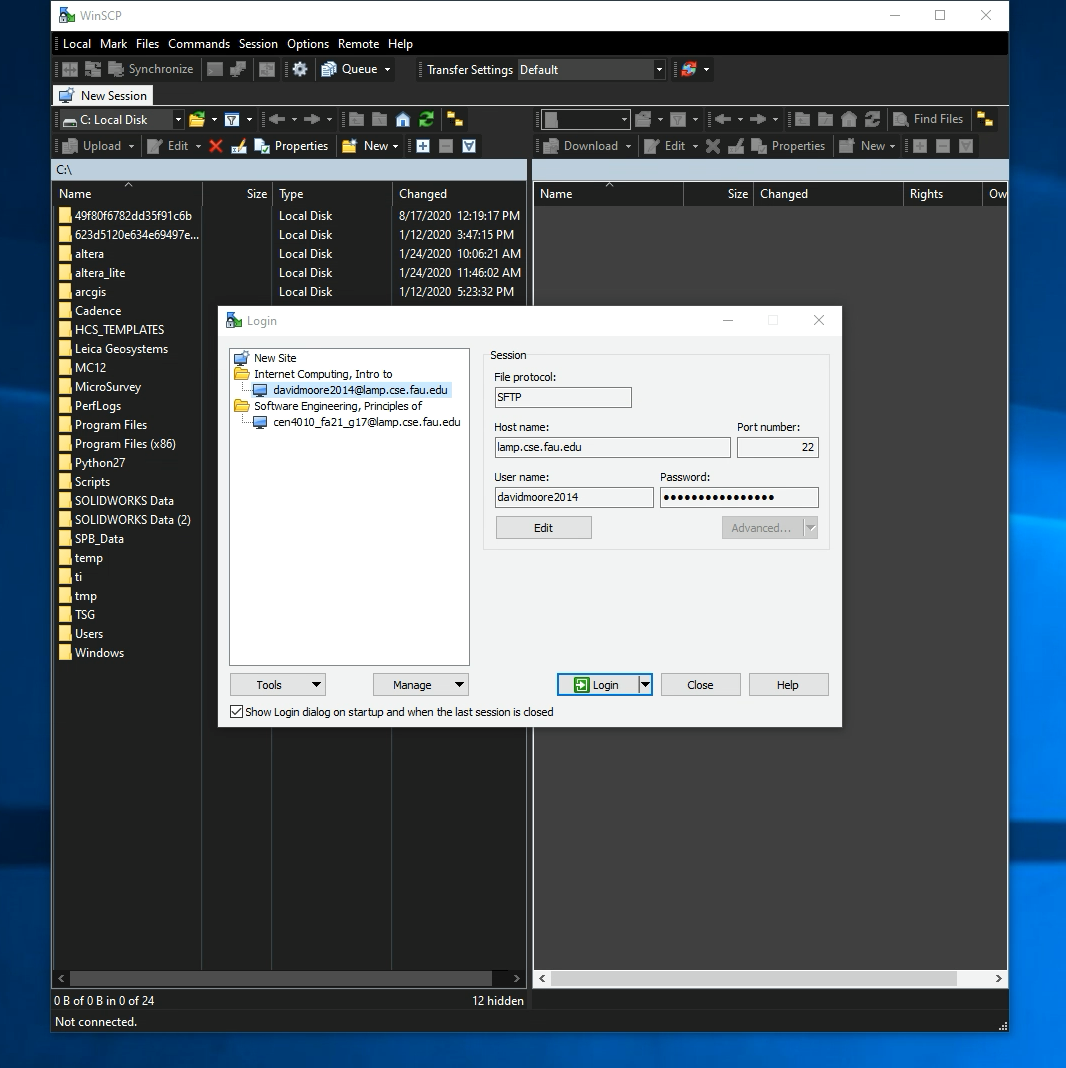 WinSCP
Local Mark Files Commands Session Options Remote Help
Synchronize Queue Transfer Settings Default
New Session
C: Local Disk Find Files
Upload Edit Properties New Download Edit Properties New
C:\
Name Size Type Changed Name Size Changed Rights Ow
49f80f6782dd35f91c6b Local Disk 8/17/2020 12:19:17 PM
623d5120e634e69497e... Local Disk 1/12/2020 3:47:15 PM
altera Local Disk 1/24/2020 10:06:21 AM
altera_lite Local Disk 1/24/2020 11:46:02 AM
arcgis Local Disk 1/12/2020 5:23:32 PM
Cadence
HCS_TEMPLATES
Leica Geosystems
MC12
MicroSurvey
PerfLogs
Program Files
Program Files (x86)
Python27
Scripts
SOLIDWORKS Data
SOLIDWORKS Data (2)
SPB_Data
temp
ti
tmp
TSG
Users
Windows
Login
New Site
Internet Computing, Intro to
davidmoore2014@lamp.cse.fau.edu
Software Engineering, Principles of
cen4010_fa21_g17@lamp.cse.fau.edu
Session
File protocol:
SFTP
Host name: Port number:
lamp.cse.fau.edu 22
User name: Password:
davidmoore2014 ••••••••••••••••
Edit Advanced...
Tools Manage Login Close Help
Show Login dialog on startup and when the last session is closed
0 B of 0 B in 0 of 24 12 hidden
Not connected.